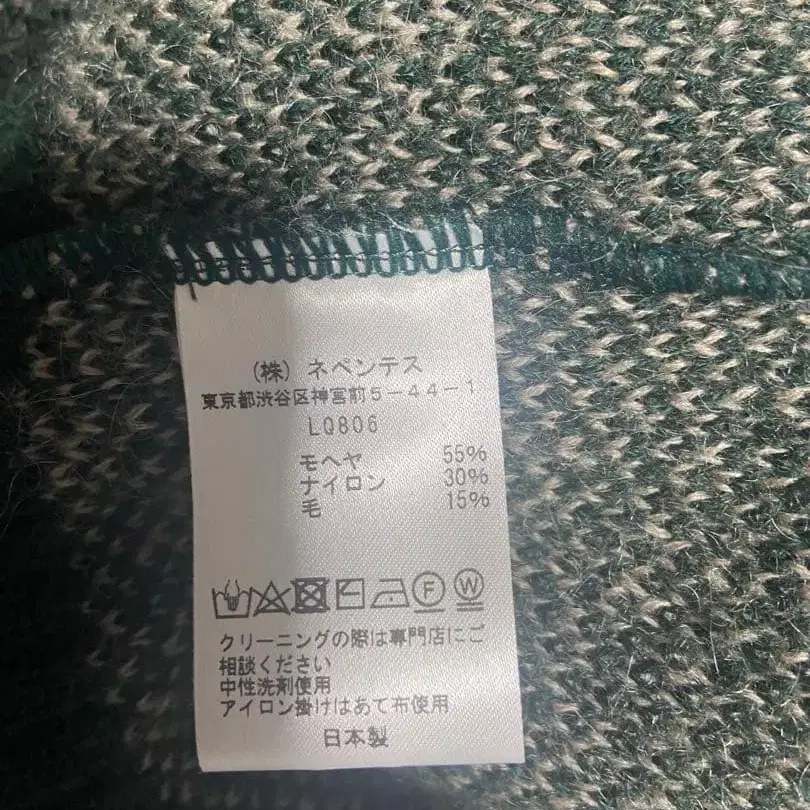 (株) ネペンテス
東京都渋谷区神宮前5-44-1
LQ806
モヘヤ 55%
ナイロン 30%
毛 15%
F W
クリーニングの際は専門店にご
相談ください
中性洗剤使用
アイロン掛けはあて布使用
日本製